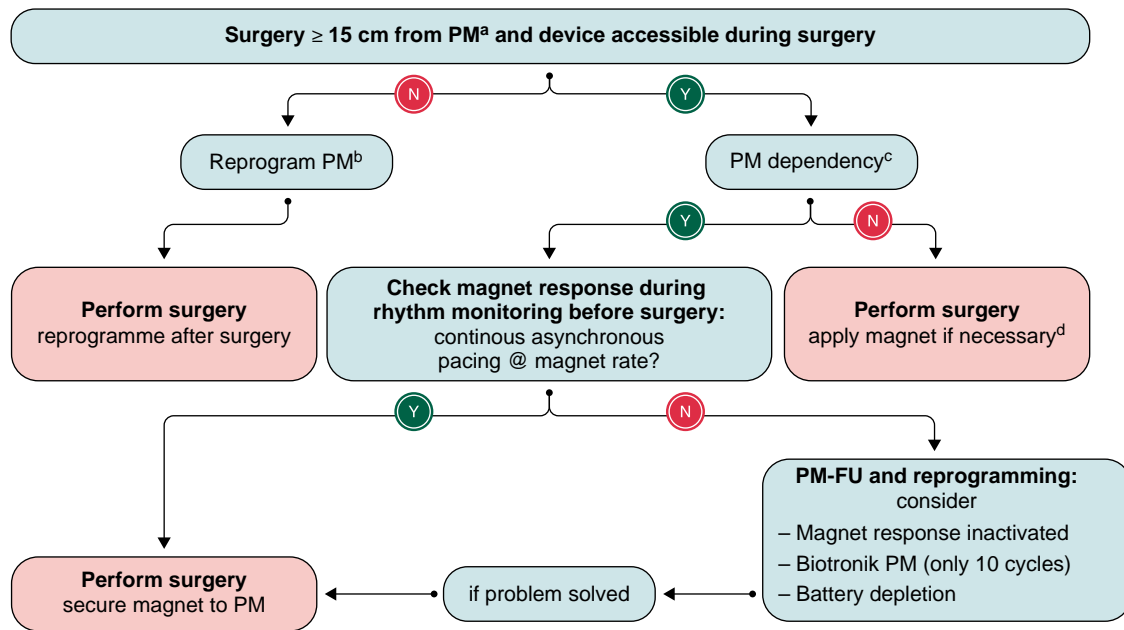 Surgery ≥ 15 cm from PMᵃ and device accessible during surgery
N
Y
Reprogram PMᵇ
PM dependencyᶜ
Y
N
Perform surgery
reprogramme after surgery
Check magnet response during
rhythm monitoring before surgery:
continous asynchronous
pacing @ magnet rate?
Perform surgery
apply magnet if necessaryᵈ
Y
N
PM-FU and reprogramming:
consider
– Magnet response inactivated
– Biotronik PM (only 10 cycles)
– Battery depletion
if problem solved
Perform surgery
secure magnet to PM